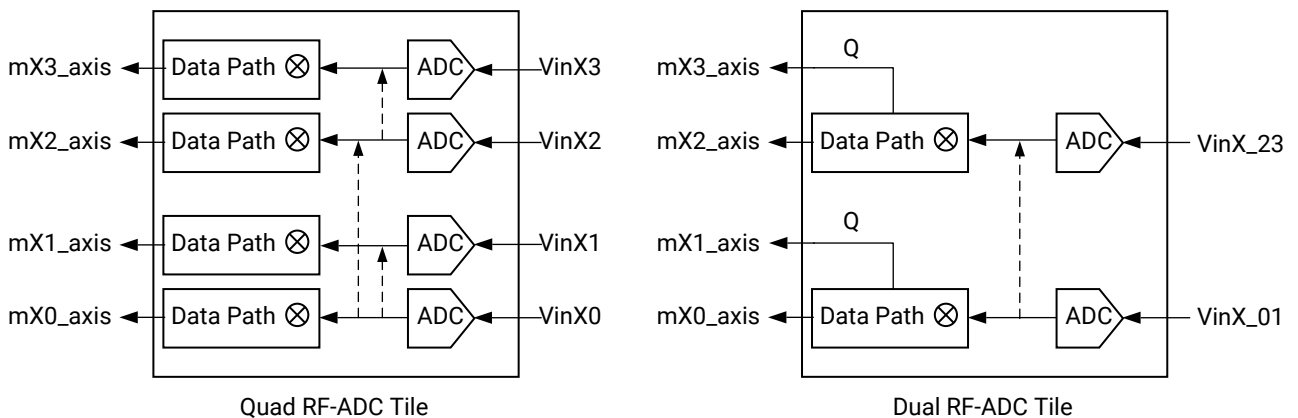 mX3_axis Data Path ADC VinX3
mX2_axis Data Path ADC VinX2
mX1_axis Data Path ADC VinX1
mX0_axis Data Path ADC VinX0
Quad RF-ADC Tile
Q
mX3_axis
mX2_axis Data Path ADC VinX_23
Q
mX1_axis
mX0_axis Data Path ADC VinX_01
Dual RF-ADC Tile